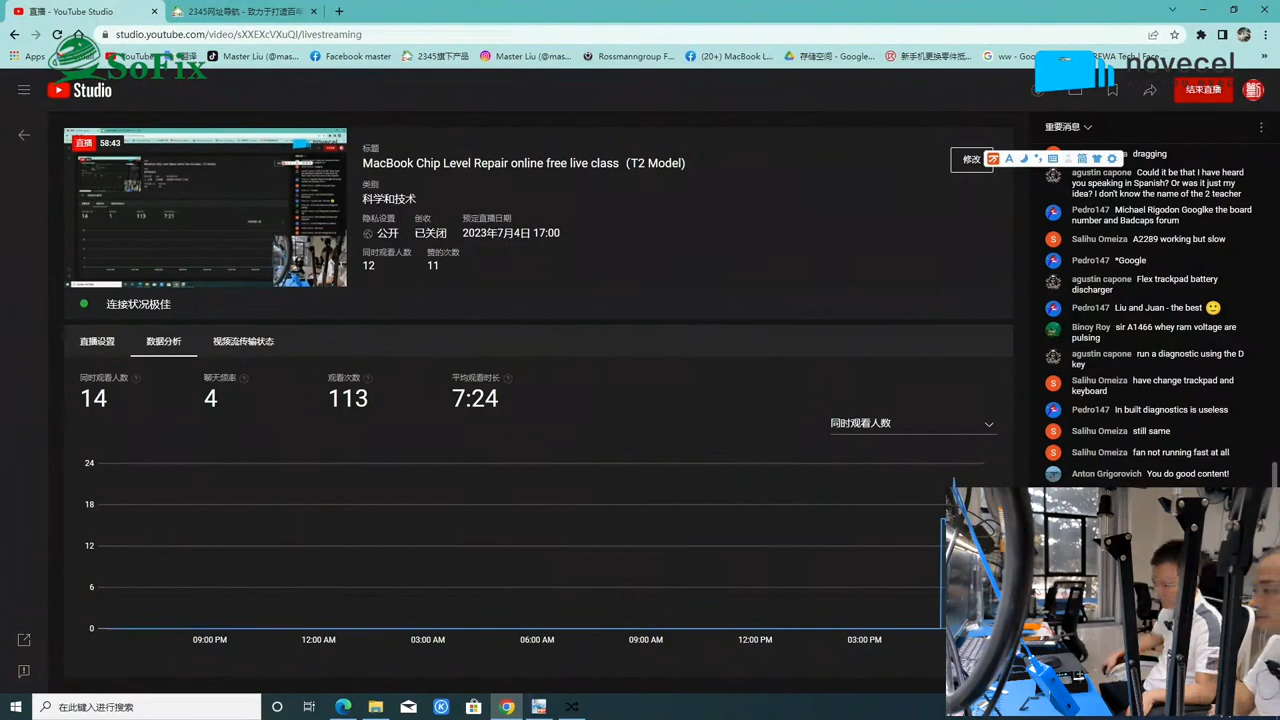 直播 - YouTube Studio
2345网址导航 - 致力于打造百年
studio.youtube.com/video/sXXEXcVXuQI/livestreaming
Apps
YouTube
翻译
Master Liu (@mas...
Facebook master
2345旗下产品
Instagram
Master Liu (@mas...
Rossmanngroup - F...
(20+) MacBook L...
存储空间 - Google...
新手机更换零件抵...
ww - Goo
REWA Tech | Face...
SoFix
novecel
Studio
结束直播
直播 58:43
标题
MacBook Chip Level Repair online free live class（T2 Model)
类别
科学和技术
隐私设置
创收
预定直播日期
公开
已关闭
2023年7月4日 17:00
同时观看人数
赞的次数
12
11
修改
连接状况极佳
直播设置
数据分析
视频流传输状况
同时观看人数
聊天频率
观看次数
平均观看时长
14
4
113
7:24
同时观看人数
24
18
12
6
0
09:00 PM
12:00 AM
03:00 AM
06:00 AM
09:00 AM
12:00 PM
03:00 PM
重要消息
dragging
简
agustin capone Could it be that I have heard
you speaking in Spanish? Or was it just my
idea? I don't know the name of the 2 teacher
Pedro147 Michael Rigodon Googlke the board
number and Badcaps forum
Salihu Omeiza A2289 working but slow
Pedro147 *Google
agustin capone Flex trackpad battery
discharger
Pedro147 Liu and Juan - the best
Binoy Roy sir A1466 whey ram voltage are
pulsing
agustin capone run a diagnostic using the D
key
Salihu Omeiza have change trackpad and
keyboard
Pedro147 In built diagnostics is useless
Salihu Omeiza still same
Salihu Omeiza fan not running fast at all
Anton Grigorovich You do good content!
在此键入进行搜索